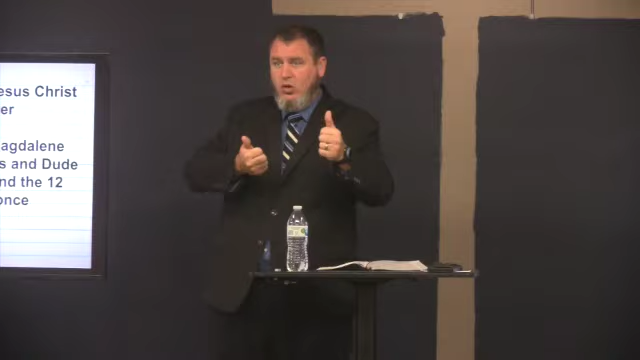 esus Christ
er
agdalene
s and Dude
nd the 12
once